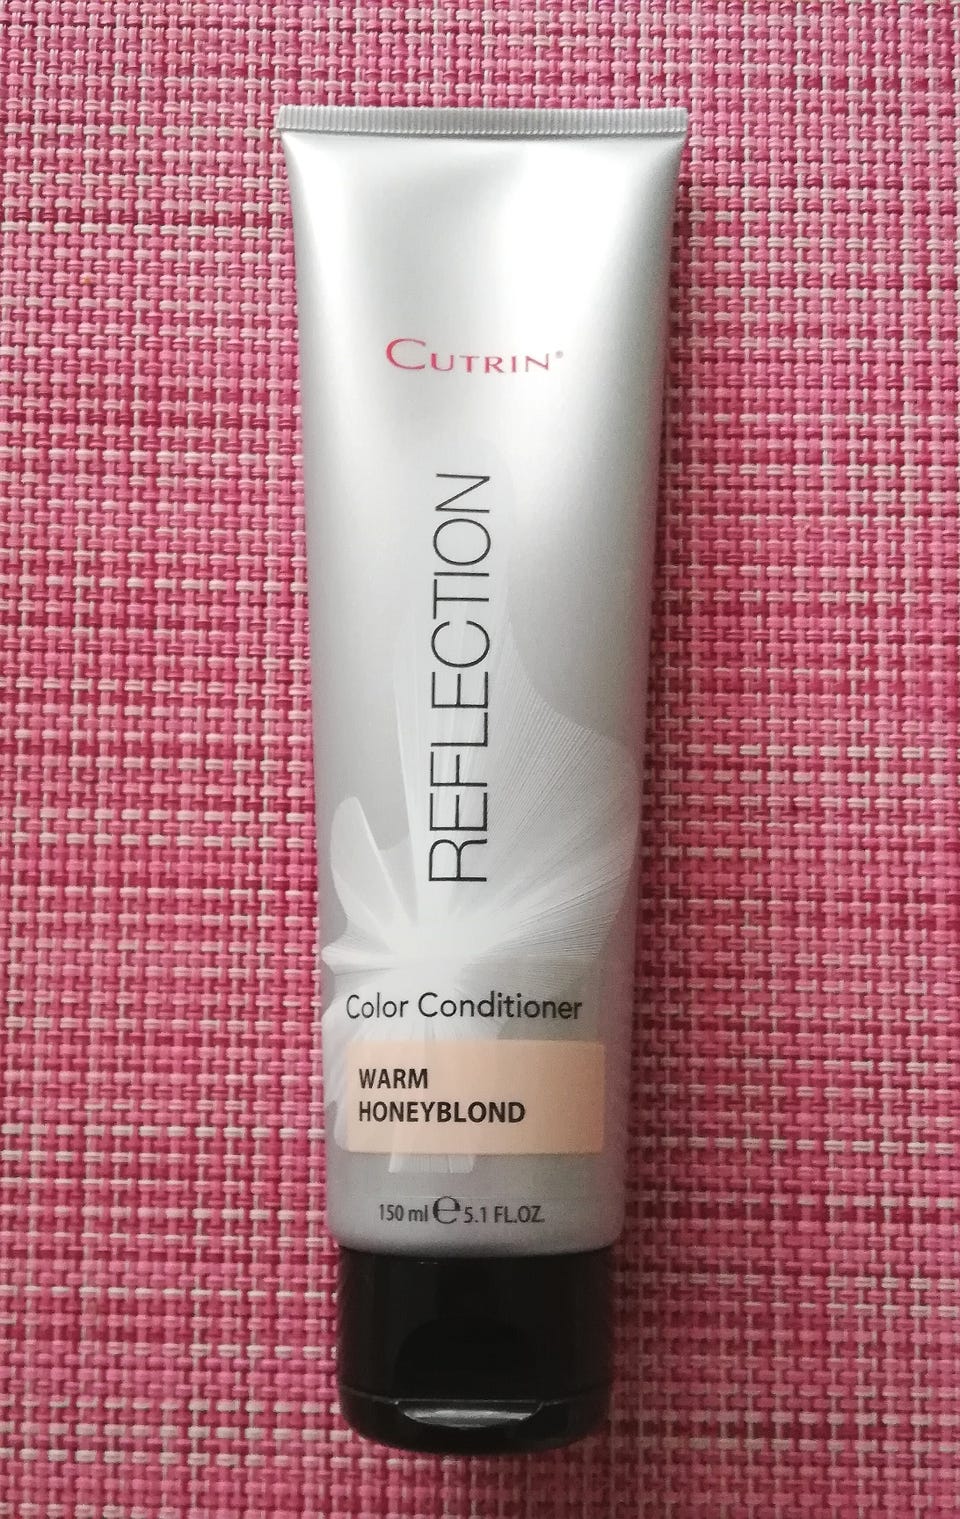 CUTRIN®
REFLECTION
Color Conditioner
WARM
HONEYBLOND
150 ml ℮ 5.1 FL.OZ.